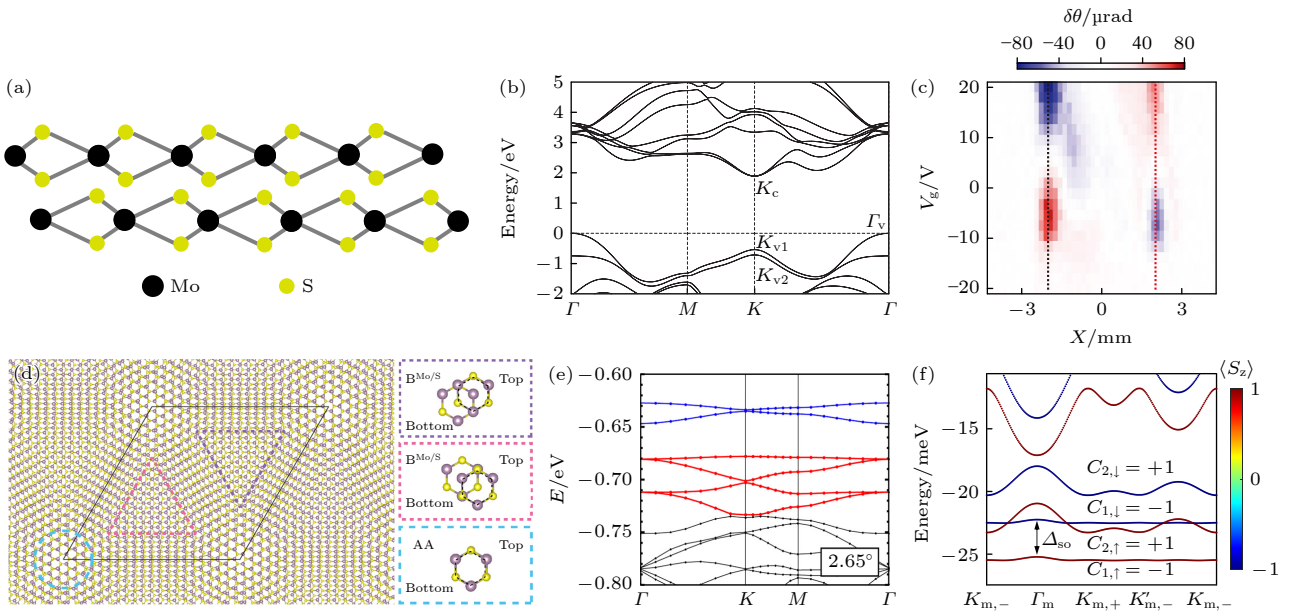 (a)
Mo
S
(b)
Energy/eV
5
4
3
2
1
0
−1
−2
K_c
Γ_v
K_v1
K_v2
Γ M K Γ
δθ/μrad
−80 −40 0 40 80
(c)
V_g/V
20
10
0
−10
−20
−3 0 3
X/mm
(d)
B^Mo/S Top
Bottom
B^Mo/S Top
Bottom
AA Top
Bottom
(e)
E/eV
−0.60
−0.65
−0.70
−0.75
−0.80
2.65°
Γ K M Γ
(f)
⟨S_z⟩
1
−1
Energy/meV
−15
−20
−25
C_2,↓ = +1
C_1,↓ = −1
Δ_so
C_2,↑ = +1
C_1,↑ = −1
K_m,− Γ_m K_m,+ K′_m,− K_m,−